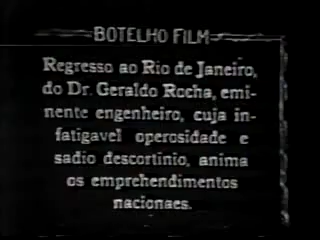 BOTELHO FILM
Regresso ao Rio de Janeiro,
do Dr. Geraldo Rocha, emi-
nente engenheiro, cuja in-
fatigavel operosidade e
sadio descortinio, anima
os emprehendimentos
nacionaes.